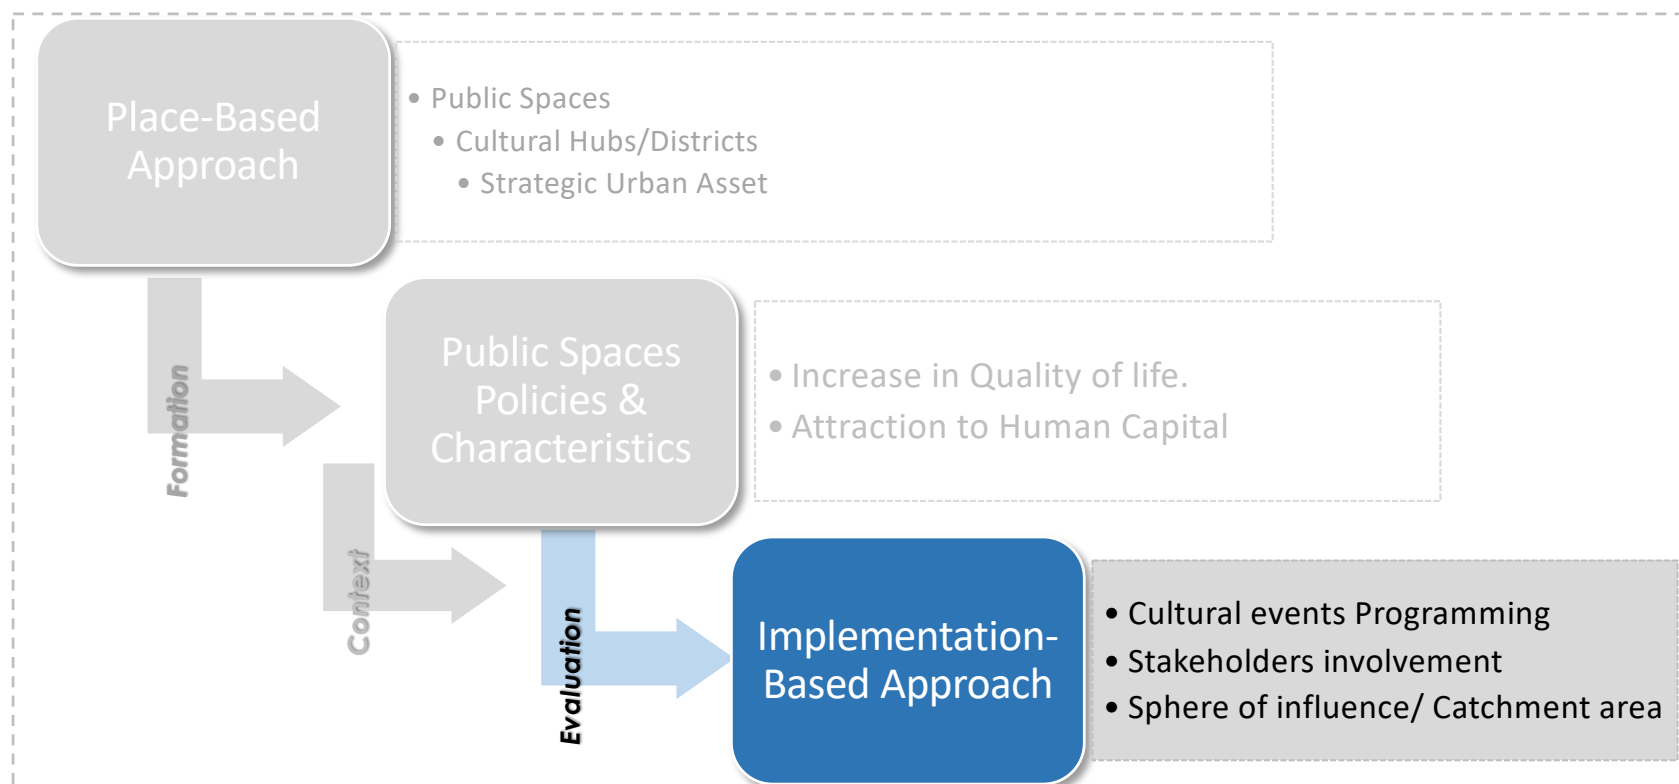 Place-Based
Approach
• Public Spaces
• Cultural Hubs/Districts
• Strategic Urban Asset
Formation
Public Spaces
Policies &
Characteristics
• Increase in Quality of life.
• Attraction to Human Capital
Context
Evaluation
Implementation-
Based Approach
• Cultural events Programming
• Stakeholders involvement
• Sphere of influence/ Catchment area